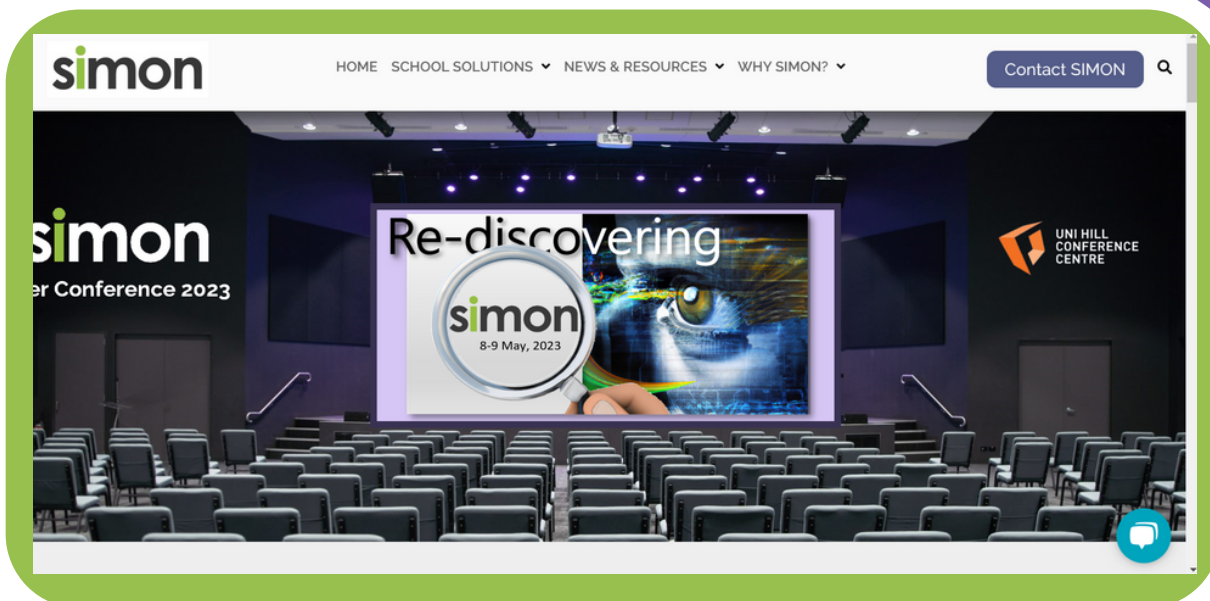 simon
HOME SCHOOL SOLUTIONS NEWS & RESOURCES WHY SIMON? Contact SIMON
simon
er Conference 2023
Re-discovering
simon
8-9 May, 2023
UNI HILL
CONFERENCE
CENTRE